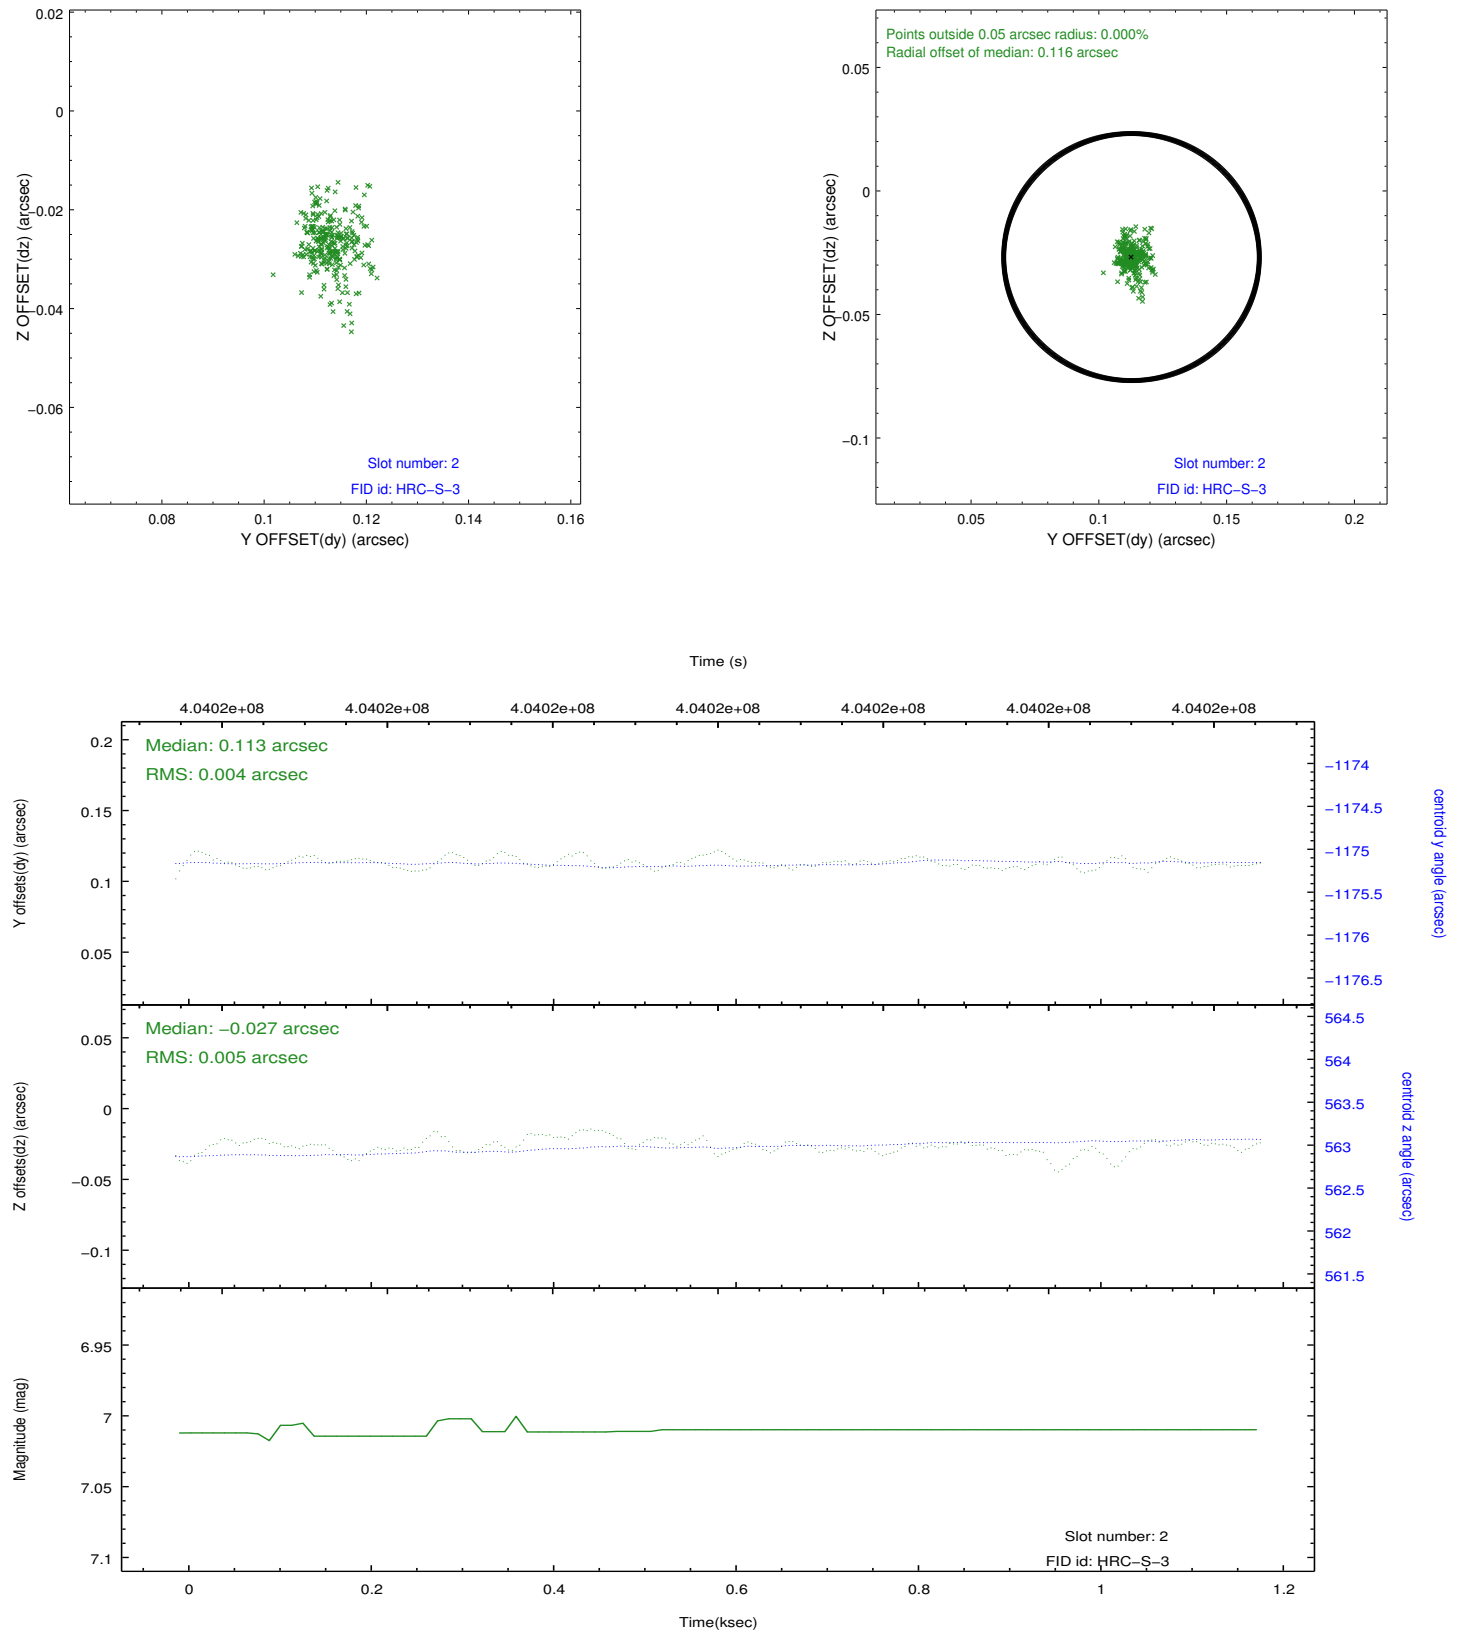 0.02
0
−0.02
−0.04
−0.06
Z OFFSET(dz) (arcsec)
Slot number: 2
FID id: HRC−S−3
0.08
0.1
0.12
0.14
0.16
Y OFFSET(dy) (arcsec)
Points outside 0.05 arcsec radius: 0.000%
Radial offset of median: 0.116 arcsec
0.05
0
−0.05
−0.1
Z OFFSET(dz) (arcsec)
Slot number: 2
FID id: HRC−S−3
0.05
0.1
0.15
0.2
Y OFFSET(dy) (arcsec)
Time (s)
4.0402e+08
4.0402e+08
4.0402e+08
4.0402e+08
4.0402e+08
4.0402e+08
4.0402e+08
Median: 0.113 arcsec
RMS: 0.004 arcsec
0.2
0.15
0.1
0.05
Y offsets(dy) (arcsec)
−1174
−1174.5
−1175
−1175.5
−1176
−1176.5
centroid y angle (arcsec)
Median: −0.027 arcsec
RMS: 0.005 arcsec
0.05
0
−0.05
−0.1
Z offsets(dz) (arcsec)
564.5
564
563.5
563
562.5
562
561.5
centroid z angle (arcsec)
6.95
7
7.05
7.1
Magnitude (mag)
Slot number: 2
FID id: HRC−S−3
0
0.2
0.4
0.6
0.8
1
1.2
Time(ksec)